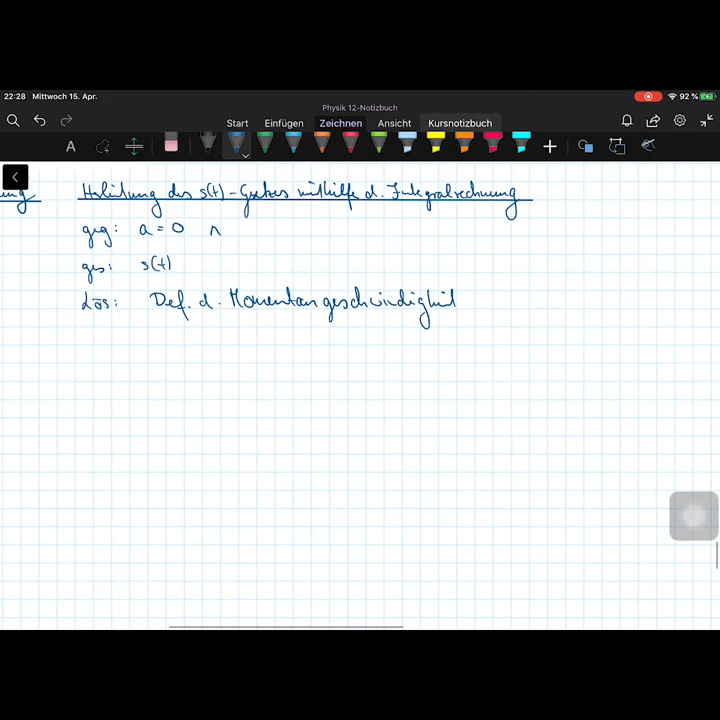 22:28 Mittwoch 15. Apr. 92 %
Physik 12-Notizbuch
Start Einfügen Zeichnen Ansicht Kursnotizbuch
A
ung Herleitung des s(t)-Gesetzes mithilfe d. Integralrechnung
geg: a = 0 ∧
ges: s(t)
Lös: Def. d. Momentangeschwindigkeit